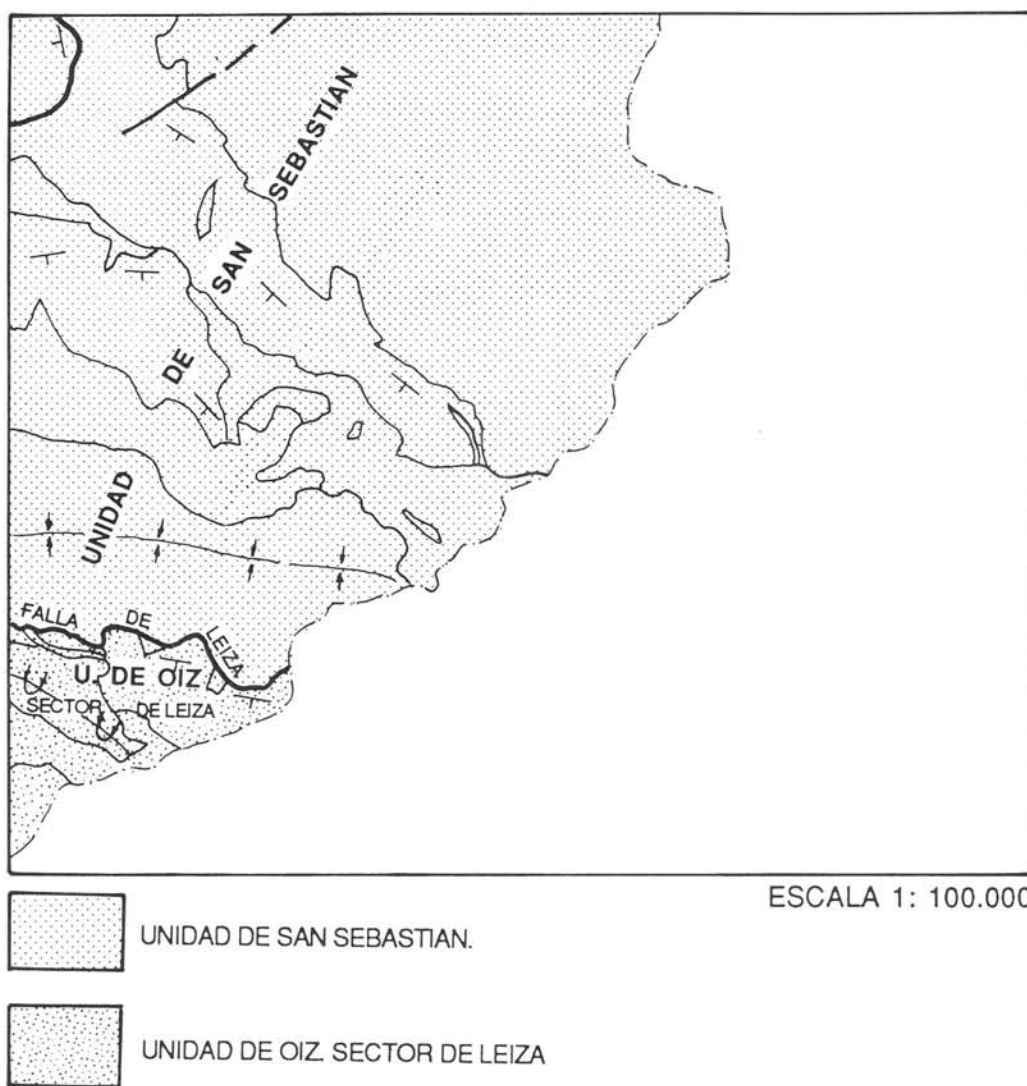 UNIDAD DE SAN SEBASTIAN
FALLA DE LEIZA
U. DE OIZ
SECTOR DE LEIZA
ESCALA 1: 100.000
UNIDAD DE SAN SEBASTIAN.
UNIDAD DE OIZ. SECTOR DE LEIZA